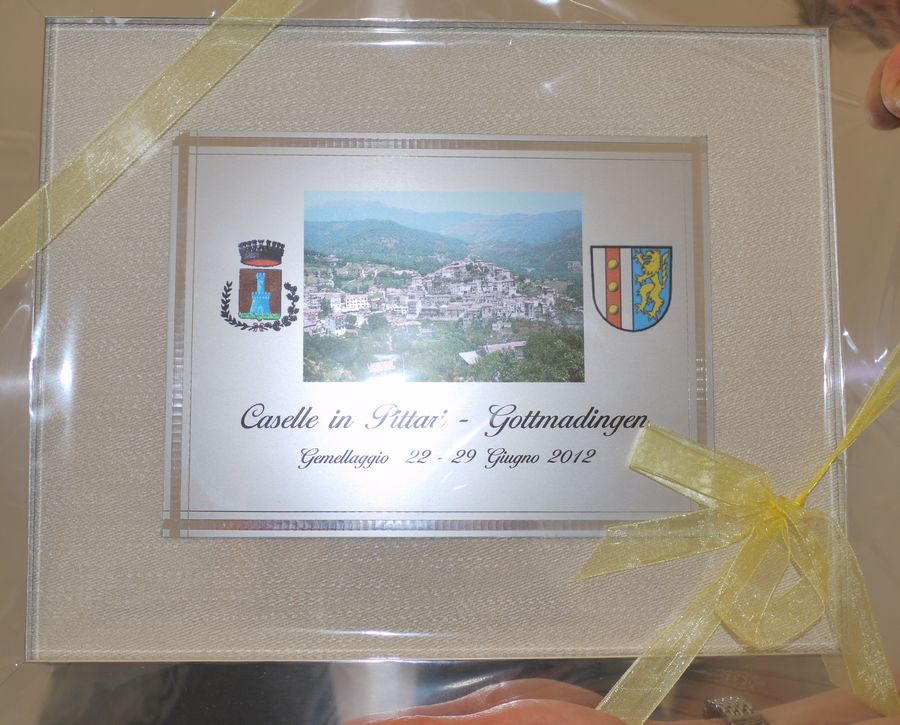 Caselle in Pittari - Gottmadingen
Gemellaggio 22 - 29 Giugno 2012